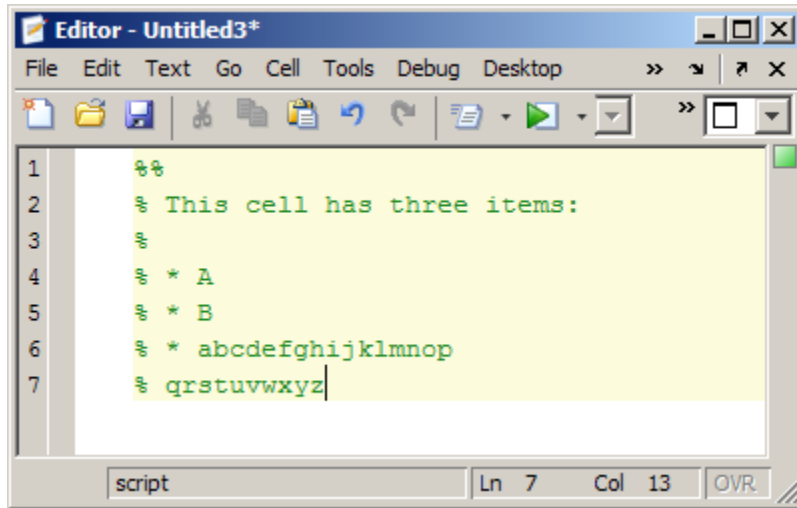 Editor - Untitled3*
File Edit Text Go Cell Tools Debug Desktop
1 %%
2 % This cell has three items:
3 %
4 % * A
5 % * B
6 % * abcdefghijklmnop
7 % qrstuvwxyz
script Ln 7 Col 13 OVR